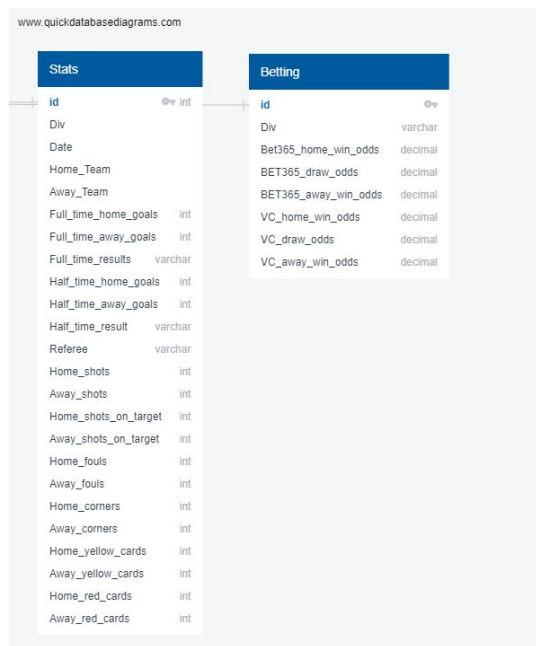 www.quickdatabasediagrams.com
Stats
id int
Div
Date
Home_Team
Away_Team
Full_time_home_goals int
Full_time_away_goals int
Full_time_results varchar
Half_time_home_goals int
Half_time_away_goals int
Half_time_result varchar
Referee varchar
Home_shots int
Away_shots int
Home_shots_on_target int
Away_shots_on_target int
Home_fouls int
Away_fouls int
Home_corners int
Away_corners int
Home_yellow_cards int
Away_yellow_cards int
Home_red_cards int
Away_red_cards int
Betting
id
Div varchar
Bet365_home_win_odds decimal
BET365_draw_odds decimal
BET365_away_win_odds decimal
VC_home_win_odds decimal
VC_draw_odds decimal
VC_away_win_odds decimal